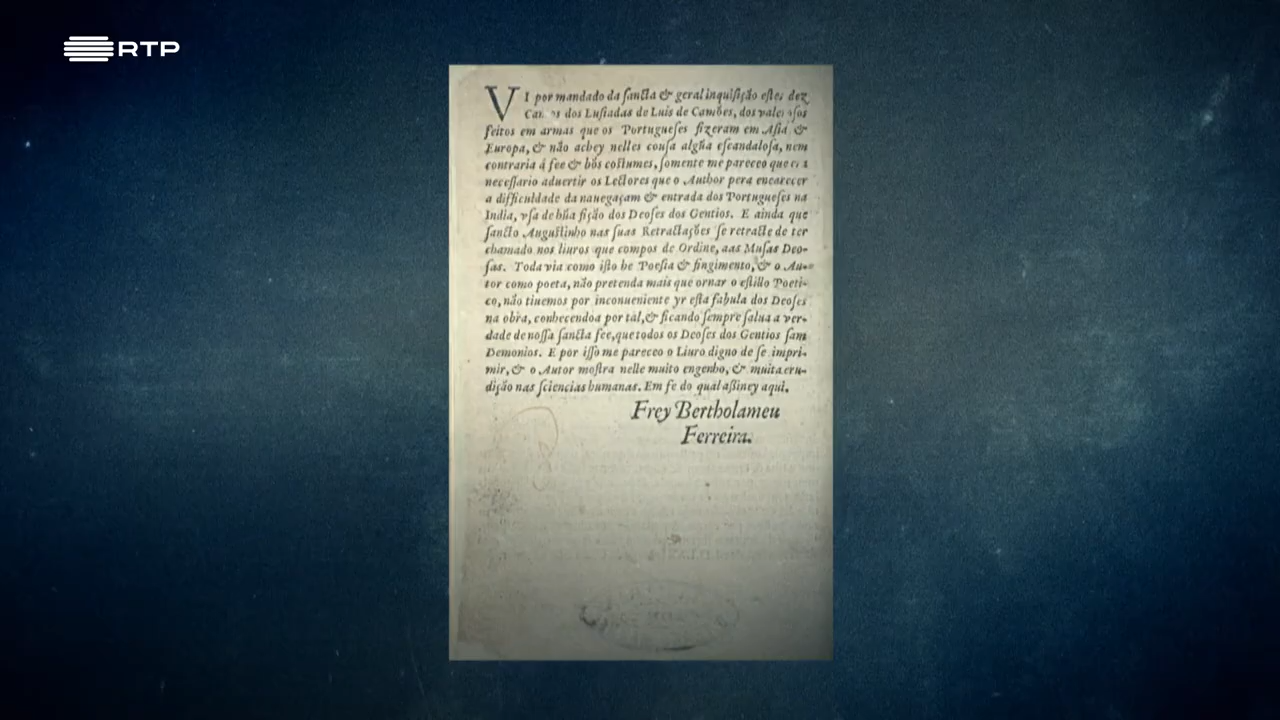 RTP
VI por mandado da ſancta & geral inquiſição eſtes dez
dos Luſiadas de Luis de Camões, dos valeroſos
feitos em armas que os Portugueſes fizeram em Aſia &
Europa, & não achey nelles couſa algũa eſcandaloſa, nem
contraria á fee & bõs coſtumes, ſomente me pareceo que era
neceſſario aduertir os Lectores que o Author pera encarecer
a difficuldade da nauegaçam & entrada dos Portugueſes na
India, vſa de hũa fição dos Deoſes dos Gentios. E ainda que
ſancto Auguſtinho nas ſuas Retractações ſe retracte de ter
chamado nos liuros que compos de Ordine, aas Muſas Deo-
ſas. Toda via como iſto he Poeſia & fingimento, & o Au-
tor como poeta, não pretenda mais que ornar o eſtillo Poeti-
co, não tiuemos por inconueniente yr eſta fabula dos Deoſes
na obra, conhecendoa por tal, & ficando ſempre ſalua a ver-
dade de noſſa ſancta fee, que todos os Deoſes dos Gentios ſam
Demonios. E por iſſo me pareceo o Liuro digno de ſe impri-
mir, & o Autor moſtra nelle muito engenho, & muita eru-
dição nas ſciencias humanas. Em fe do qual aſſiney aqui.
Frey Bertholameu
Ferreira.